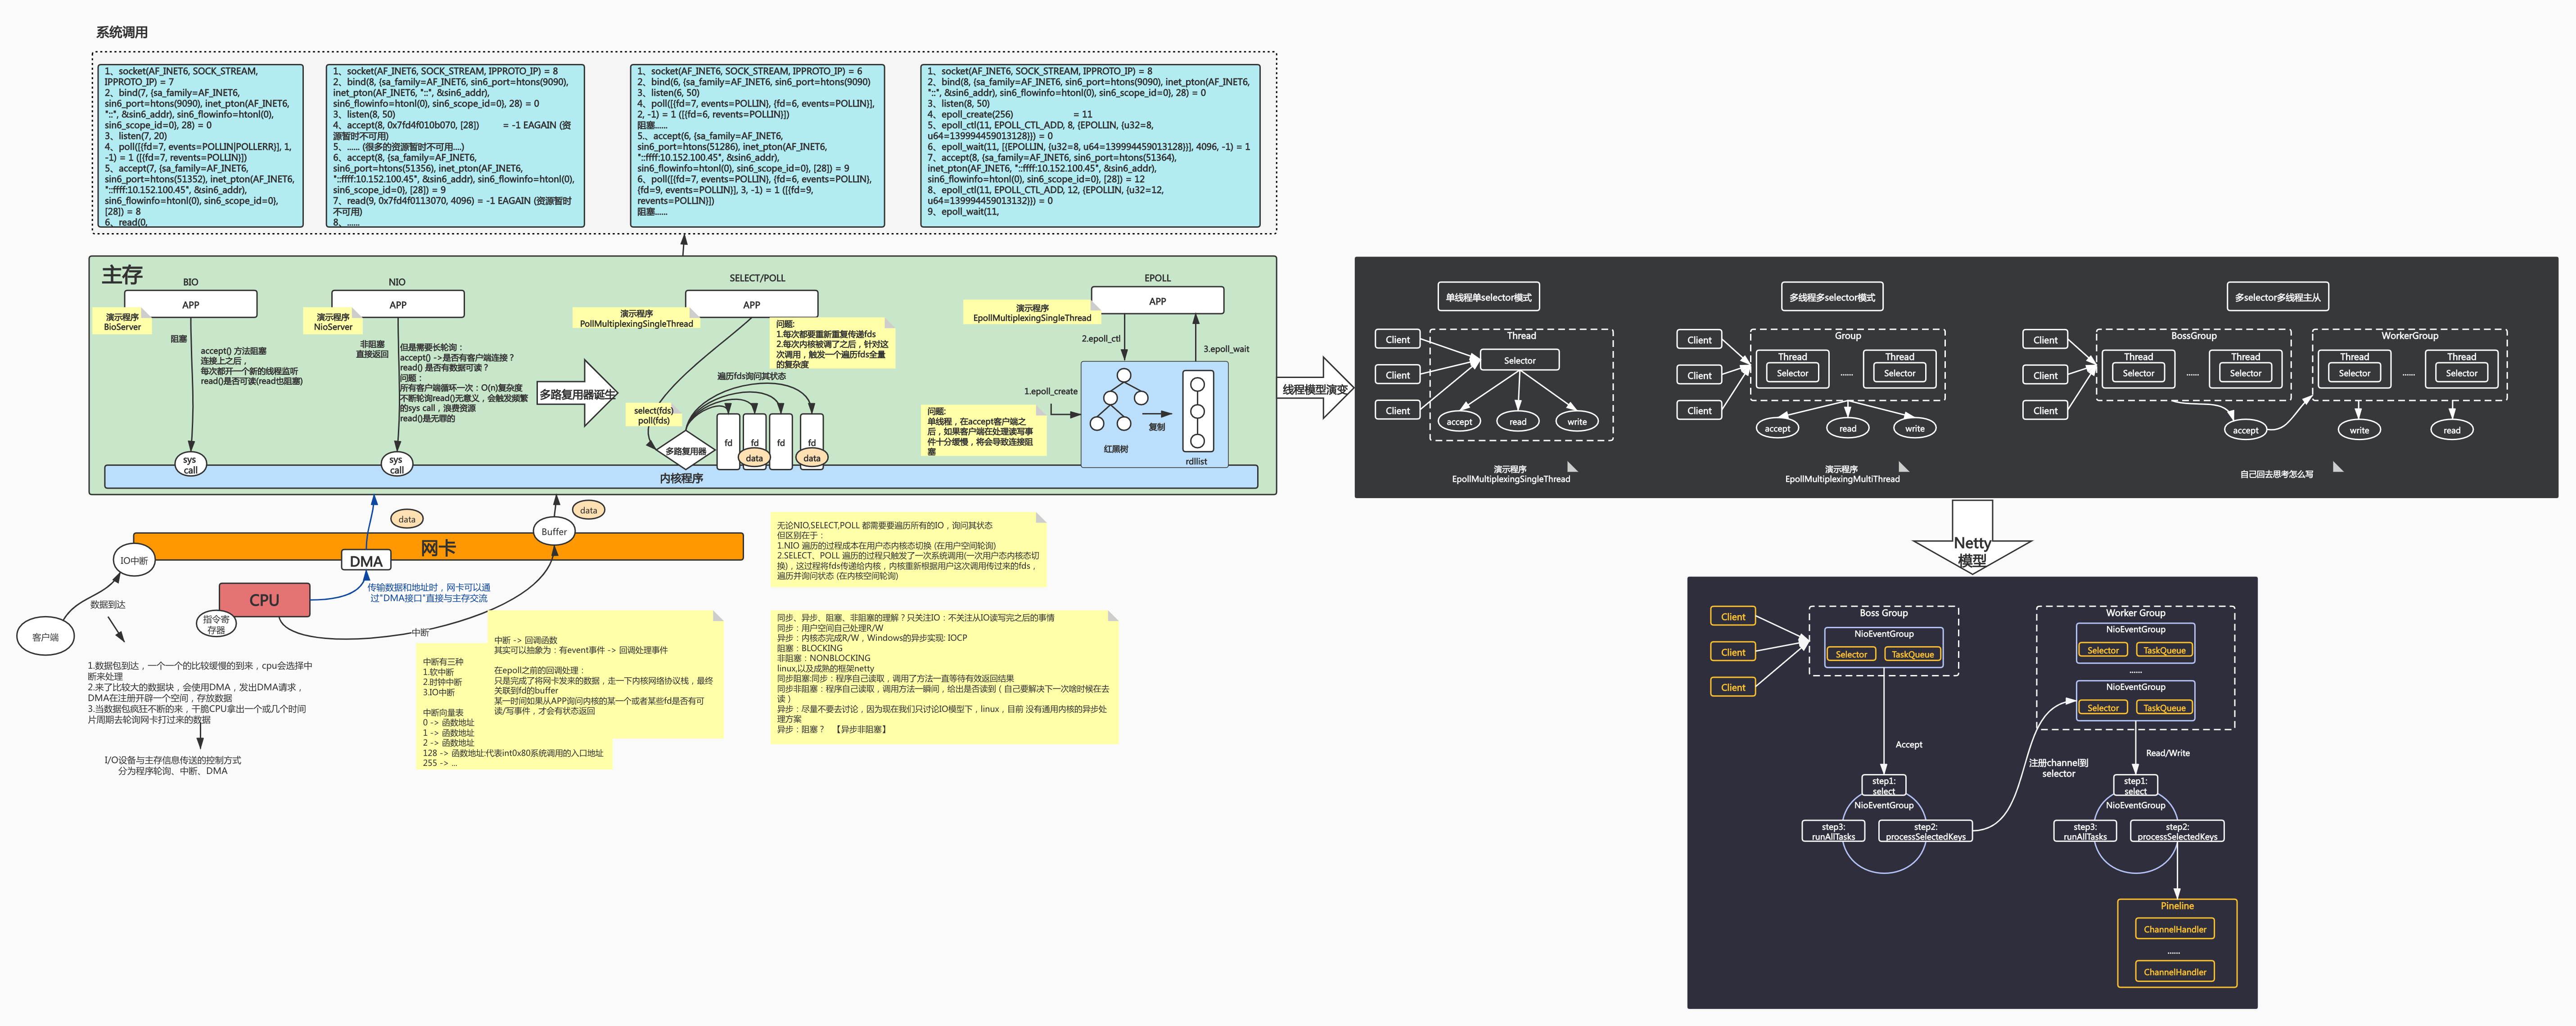 系统调用
1、socket(AF_INET6, SOCK_STREAM,
IPPROTO_IP) = 7
2、bind(7, {sa_family=AF_INET6,
sin6_port=htons(9090), inet_pton(AF_INET6,
"::", &sin6_addr), sin6_flowinfo=htonl(0),
sin6_scope_id=0}, 28) = 0
3、listen(7, 20)
4、poll([{fd=7, events=POLLIN|POLLERR}], 1,
-1) = 1 ([{fd=7, revents=POLLIN}])
5、accept(7, {sa_family=AF_INET6,
sin6_port=htons(51352), inet_pton(AF_INET6,
"::ffff:10.152.100.45", &sin6_addr),
sin6_flowinfo=htonl(0), sin6_scope_id=0},
[28]) = 8
6、read(0,
1、socket(AF_INET6, SOCK_STREAM, IPPROTO_IP) = 8
2、bind(8, {sa_family=AF_INET6, sin6_port=htons(9090),
inet_pton(AF_INET6, "::", &sin6_addr),
sin6_flowinfo=htonl(0), sin6_scope_id=0}, 28) = 0
3、listen(8, 50)
4、accept(8, 0x7fd4f010b070, [28]) = -1 EAGAIN (资
源暂时不可用)
5、...... (很多的资源暂时不可用....)
6、accept(8, {sa_family=AF_INET6,
sin6_port=htons(51356), inet_pton(AF_INET6,
"::ffff:10.152.100.45", &sin6_addr), sin6_flowinfo=htonl(0),
sin6_scope_id=0}, [28]) = 9
7、read(9, 0x7fd4f0113070, 4096) = -1 EAGAIN (资源暂时
不可用)
8、......
1、socket(AF_INET6, SOCK_STREAM, IPPROTO_IP) = 6
2、bind(6, {sa_family=AF_INET6, sin6_port=htons(9090)
3、listen(6, 50)
4、poll([{fd=7, events=POLLIN}, {fd=6, events=POLLIN}],
2, -1) = 1 ([{fd=6, revents=POLLIN}])
阻塞......
5.、accept(6, {sa_family=AF_INET6,
sin6_port=htons(51286), inet_pton(AF_INET6,
"::ffff:10.152.100.45", &sin6_addr),
sin6_flowinfo=htonl(0), sin6_scope_id=0}, [28]) = 9
6、poll([{fd=7, events=POLLIN}, {fd=6, events=POLLIN},
{fd=9, events=POLLIN}], 3, -1) = 1 ([{fd=9,
revents=POLLIN}])
阻塞......
1、socket(AF_INET6, SOCK_STREAM, IPPROTO_IP) = 8
2、bind(8, {sa_family=AF_INET6, sin6_port=htons(9090), inet_pton(AF_INET6,
"::", &sin6_addr), sin6_flowinfo=htonl(0), sin6_scope_id=0}, 28) = 0
3、listen(8, 50)
4、epoll_create(256) = 11
5、epoll_ctl(11, EPOLL_CTL_ADD, 8, {EPOLLIN, {u32=8,
u64=139994459013128}}) = 0
6、epoll_wait(11, [{EPOLLIN, {u32=8, u64=139994459013128}}], 4096, -1) = 1
7、accept(8, {sa_family=AF_INET6, sin6_port=htons(51364),
inet_pton(AF_INET6, "::ffff:10.152.100.45", &sin6_addr),
sin6_flowinfo=htonl(0), sin6_scope_id=0}, [28]) = 12
8、epoll_ctl(11, EPOLL_CTL_ADD, 12, {EPOLLIN, {u32=12,
u64=139994459013132}}) = 0
9、epoll_wait(11,
主存
BIO
APP
演示程序
BioServer
阻塞
accept() 方法阻塞
连接上之后，
每次都开一个新的线程监听
read()是否可读(read也阻塞)
sys
call
NIO
APP
演示程序
NioServer
非阻塞
直接返回
但是需要长轮询：
accept() ->是否有客户端连接？
read() 是否有数据可读？
问题：
所有客户端循环一次：O(n)复杂度
不断轮询read()无意义，会触发频繁
的sys call，浪费资源
read()是无罪的
sys
call
多路复用器诞生
SELECT/POLL
APP
演示程序
PollMultiplexingSingleThread
问题:
1.每次都要重新重复传递fds
2.每次内核被调了之后，针对这
次调用，触发一个遍历fds全量
的复杂度
遍历fds询问其状态
select(fds)
poll(fds)
多路复用器
fd
fd
fd
fd
data
data
EPOLL
APP
演示程序
EpollMultiplexingSingleThread
2.epoll_ctl
3.epoll_wait
1.epoll_create
问题:
单线程，在accept客户端之
后，如果客户端在处理读写事
件十分缓慢，将会导致连接阻
塞
复制
红黑树
rdllist
内核程序
线程模型演变
单线程单selector模式
Client
Client
Client
Thread
Selector
accept
read
write
演示程序
EpollMultiplexingSingleThread
多线程多selector模式
Client
Client
Client
Group
Thread
Selector
......
Thread
Selector
accept
read
write
演示程序
EpollMultiplexingMultiThread
多selector多线程主从
Client
Client
Client
BossGroup
Thread
Selector
......
Thread
Selector
WorkerGroup
Thread
Selector
......
Thread
Selector
accept
write
read
自己回去思考怎么写
data
data
Buffer
网卡
IO中断
DMA
CPU
指令寄
存器
传输数据和地址时，网卡可以通
过"DMA接口"直接与主存交流
数据到达
客户端
中断
1.数据包到达，一个一个的比较缓慢的到来，cpu会选择中
断来处理
2.来了比较大的数据块，会使用DMA，发出DMA请求，
DMA在注册开辟一个空间，存放数据
3.当数据包疯狂不断的来，干脆CPU拿出一个或几个时间
片周期去轮询网卡打过来的数据
I/O设备与主存信息传送的控制方式
分为程序轮询、中断、DMA
中断 -> 回调函数
其实可以抽象为：有event事件 -> 回调处理事件
在epoll之前的回调处理：
只是完成了将网卡发来的数据，走一下内核网络协议栈，最终
关联到fd的buffer
某一时间如果从APP询问内核的某一个或者某些fd是否有可
读/写事件，才会有状态返回
中断有三种
1.软中断
2.时钟中断
3.IO中断
中断向量表
0 -> 函数地址
1 -> 函数地址
2 -> 函数地址
128 -> 函数地址:代表int0x80系统调用的入口地址
255 -> ...
无论NIO,SELECT,POLL 都需要要遍历所有的IO，询问其状态
但区别在于：
1.NIO 遍历的过程成本在用户态内核态切换 (在用户空间轮询)
2.SELECT、POLL 遍历的过程只触发了一次系统调用(一次用户态内核态切
换)，这过程将fds传递给内核，内核重新根据用户这次调用传过来的fds，
遍历并询问状态 (在内核空间轮询)
同步、异步、阻塞、非阻塞的理解？只关注IO：不关注从IO读写完之后的事情
同步：用户空间自己处理R/W
异步：内核态完成R/W，Windows的异步实现: IOCP
阻塞：BLOCKING
非阻塞：NONBLOCKING
linux,以及成熟的框架netty
同步阻塞:同步：程序自己读取，调用了方法一直等待有效返回结果
同步非阻塞：程序自己读取，调用方法一瞬间，给出是否读到（自己要解决下一次啥时候在去
读）
异步：尽量不要去讨论，因为现在我们只讨论IO模型下，linux，目前 没有通用内核的异步处
理方案
异步：阻塞？ 【异步非阻塞】
Netty
模型
Client
Client
Client
Boss Group
NioEventGroup
Selector
TaskQueue
Worker Group
NioEventGroup
Selector
TaskQueue
......
NioEventGroup
Selector
TaskQueue
Accept
Read/Write
注册channel到
selector
step1:
select
NioEventGroup
step3:
runAllTasks
step2:
processSelectedKeys
step1:
select
NioEventGroup
step3:
runAllTasks
step2:
processSelectedKeys
Pineline
ChannelHandler
......
ChannelHandler